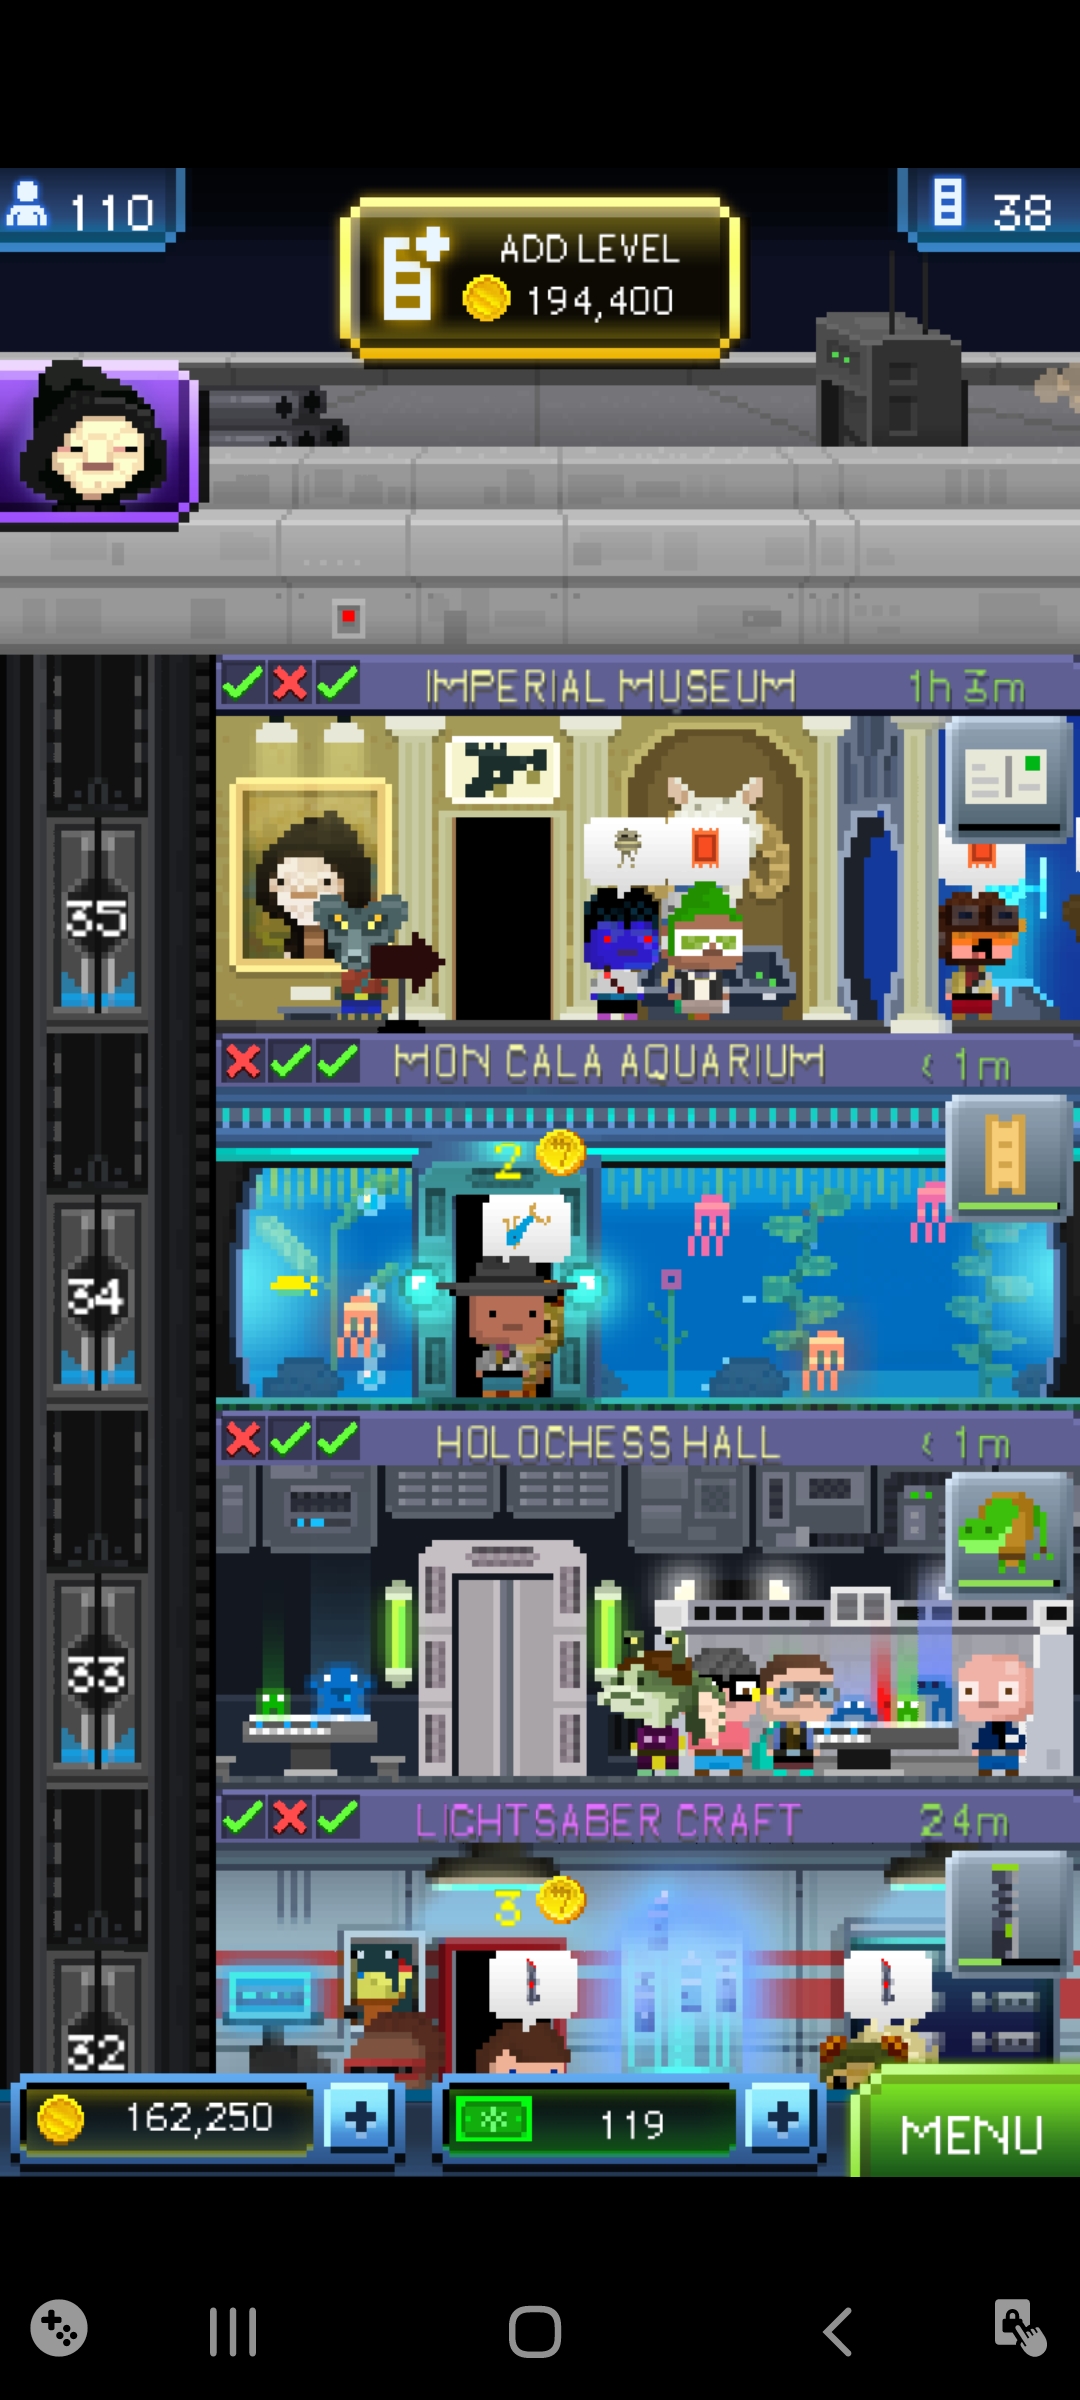 110
ADD LEVEL
194,400
38
IMPERIAL MUSEUM
1h 3m
35
MON CALA AQUARIUM
< 1m
2
34
HOLOCHESS HALL
< 1m
33
LIGHTSABER CRAFT
24m
3
32
162,250
119
MENU